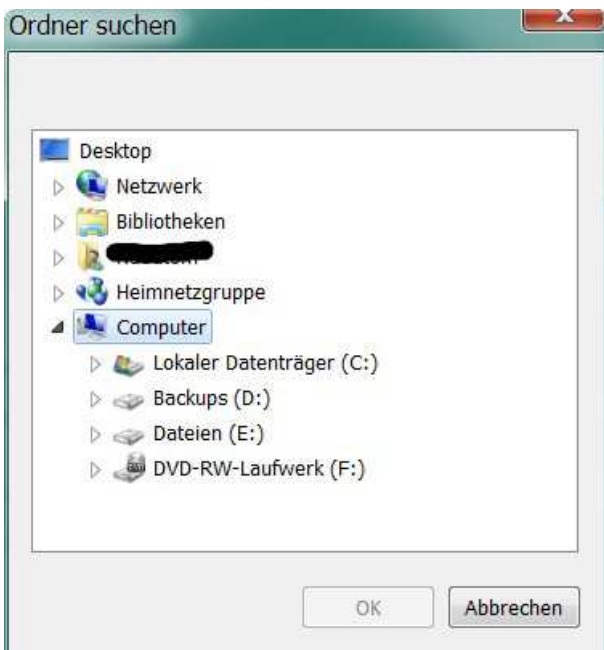 Ordner suchen
Desktop
Netzwerk
Bibliotheken
Heimnetzgruppe
Computer
Lokaler Datenträger (C:)
Backups (D:)
Dateien (E:)
DVD-RW-Laufwerk (F:)
OK
Abbrechen